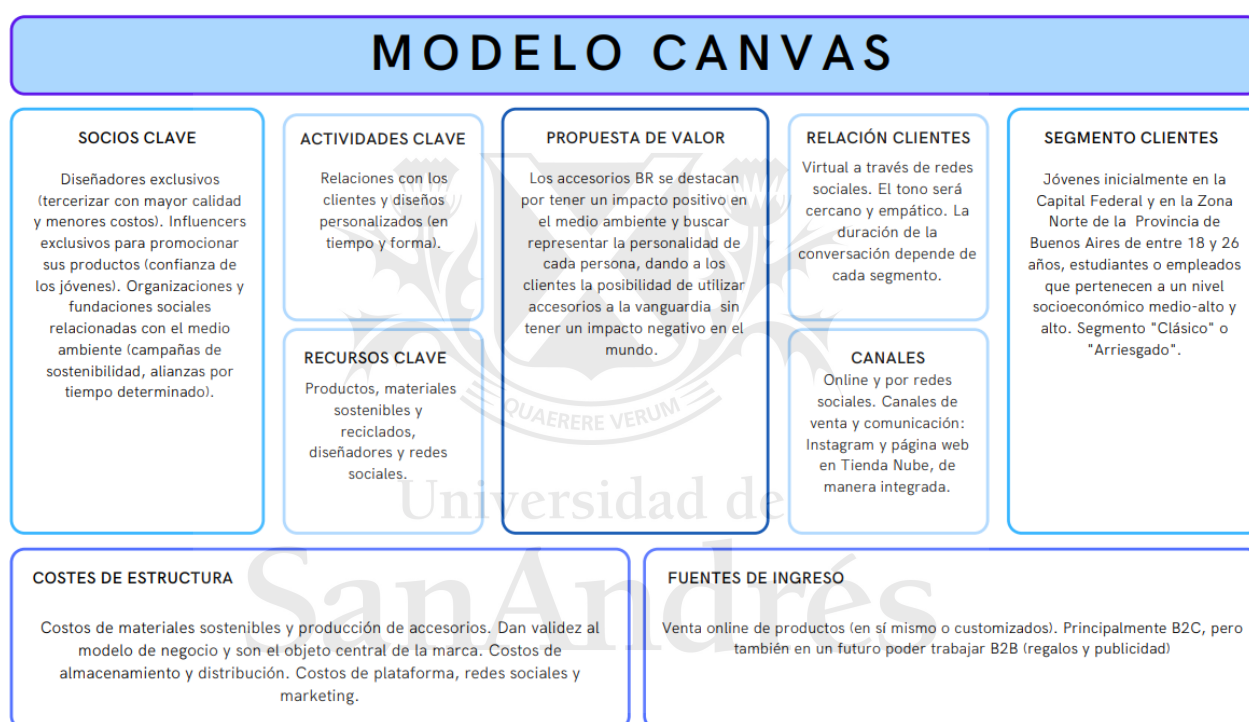 MODELO CANVAS
SOCIOS CLAVE
Diseñadores exclusivos
(tercerizar con mayor calidad
y menores costos). Influencers
exclusivos para promocionar
sus productos (confianza de
los jóvenes). Organizaciones y
fundaciones sociales
relacionadas con el medio
ambiente (campañas de
sostenibilidad, alianzas por
tiempo determinado).
ACTIVIDADES CLAVE
Relaciones con los
clientes y diseños
personalizados (en
tiempo y forma).
RECURSOS CLAVE
Productos, materiales
sostenibles y
reciclados,
diseñadores y redes
sociales.
PROPUESTA DE VALOR
Los accesorios BR se destacan
por tener un impacto positivo en
el medio ambiente y buscar
representar la personalidad de
cada persona, dando a los
clientes la posibilidad de utilizar
accesorios a la vanguardia sin
tener un impacto negativo en el
mundo.
RELACIÓN CLIENTES
Virtual a través de redes
sociales. El tono será
cercano y empático. La
duración de la
conversación depende de
cada segmento.
CANALES
Online y por redes
sociales. Canales de
venta y comunicación:
Instagram y página web
en Tienda Nube, de
manera integrada.
SEGMENTO CLIENTES
Jóvenes inicialmente en la
Capital Federal y en la Zona
Norte de la Provincia de
Buenos Aires de entre 18 y 26
años, estudiantes o empleados
que pertenecen a un nivel
socioeconómico medio-alto y
alto. Segmento "Clásico" o
"Arriesgado".
QUAERERE VERUM
Universidad de
SanAndrés
COSTES DE ESTRUCTURA
Costos de materiales sostenibles y producción de accesorios. Dan validez al
modelo de negocio y son el objeto central de la marca. Costos de
almacenamiento y distribución. Costos de plataforma, redes sociales y
marketing.
FUENTES DE INGRESO
Venta online de productos (en sí mismo o customizados). Principalmente B2C, pero
también en un futuro poder trabajar B2B (regalos y publicidad)